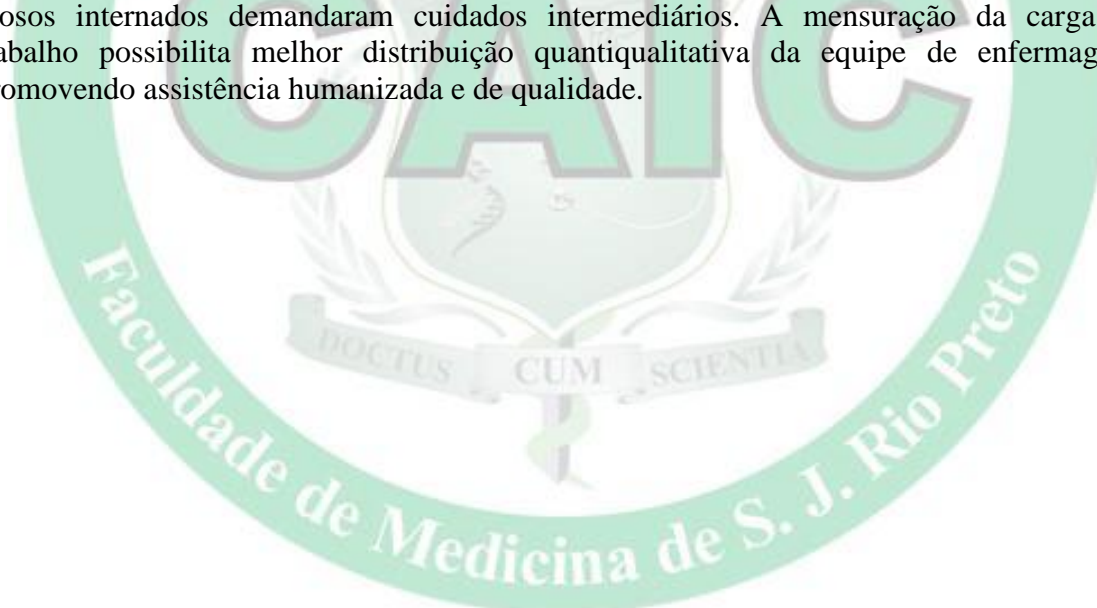 osos internados demandaram cuidados intermediários. A mensuração da carga
abalho possibilita melhor distribuição quantiqualitativa da equipe de enfermag
romovendo assistência humanizada e de qualidade.
CAIC
DOCTUS CUM SCIENTIA
Faculdade de Medicina de S. J. Rio Preto